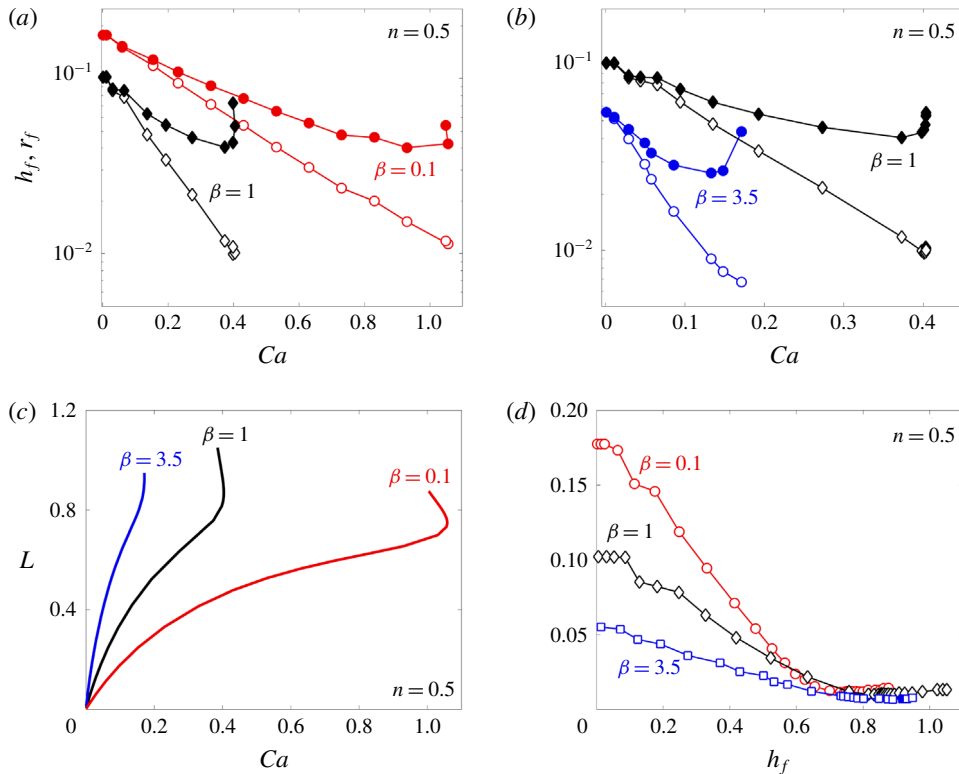 (a)
n = 0.5
10⁻¹
h_f, r_f
β = 0.1
β = 1
10⁻²
0 0.2 0.4 0.6 0.8 1.0
Ca
(b)
n = 0.5
10⁻¹
β = 1
β = 3.5
10⁻²
0 0.1 0.2 0.3 0.4
Ca
(c)
1.2
β = 1
β = 3.5
β = 0.1
0.8
L
0.4
n = 0.5
0 0.2 0.4 0.6 0.8 1.0
Ca
(d)
0.20
n = 0.5
β = 0.1
0.15
β = 1
0.10
0.05
β = 3.5
0 0.2 0.4 0.6 0.8 1.0
h_f